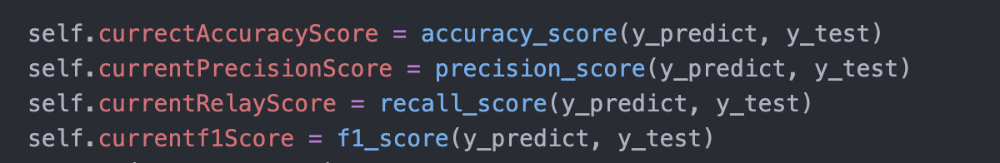 self.currectAccuracyScore = accuracy_score(y_predict, y_test)
self.currentPrecisionScore = precision_score(y_predict, y_test)
self.currentRelayScore = recall_score(y_predict, y_test)
self.currentf1Score = f1_score(y_predict, y_test)